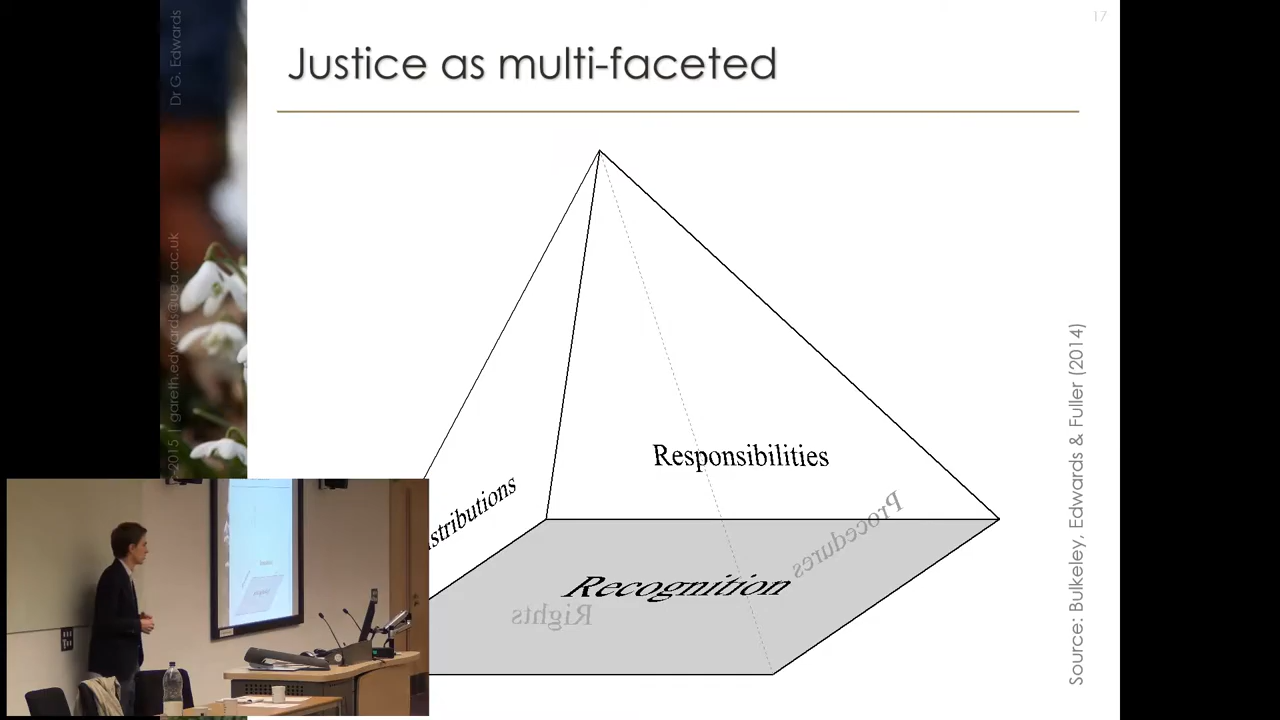 17
Dr G. Edwards
Justice as multi-faceted
-2015 | gareth.edwards@uea.ac.uk
Responsibilities
stributions
Procedures
Recognition
Rights
Source: Bulkeley, Edwards & Fuller (2014)